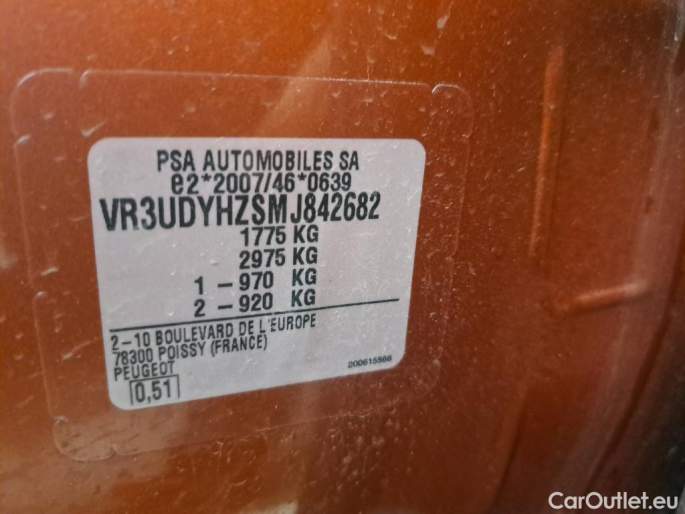 PSA AUTOMOBILES SA
e2*2007/46*0639
VR3UDYHZSMJ842682
1775 KG
2975 KG
1 - 970 KG
2 - 920 KG
2-10 BOULEVARD DE L'EUROPE
78300 POISSY (FRANCE)
PEUGEOT
200615566
0,51
CarOutlet.eu